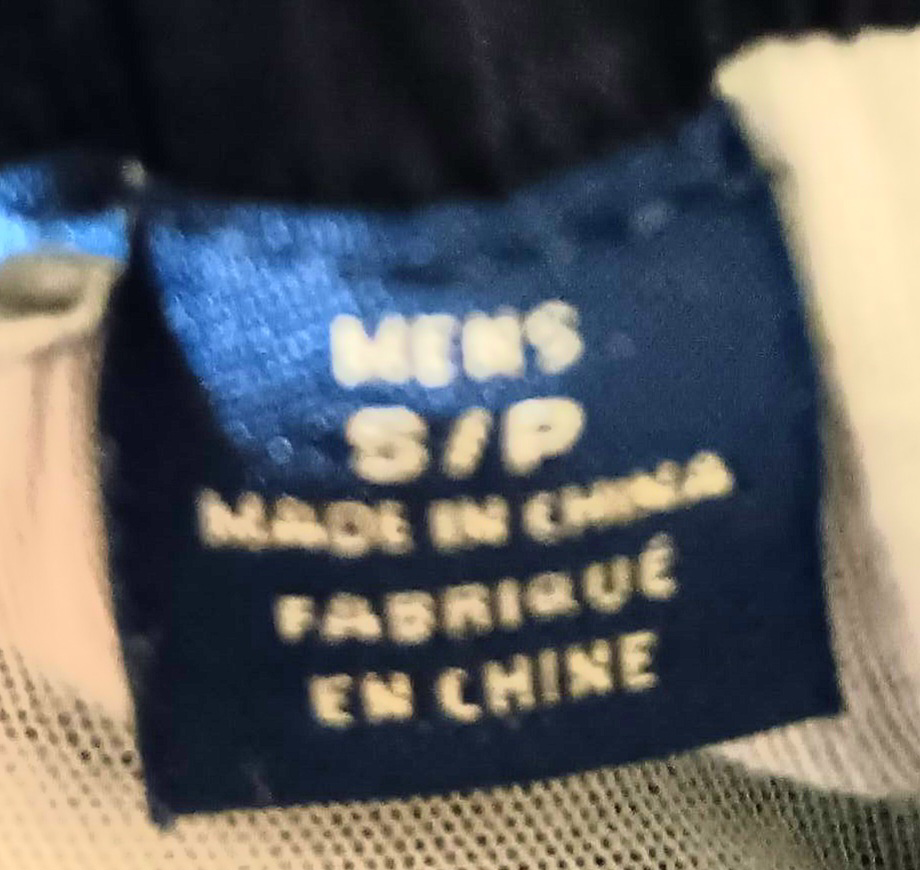 MENS
S/P
MADE IN CHINA
FABRIQUÉ
EN CHINE